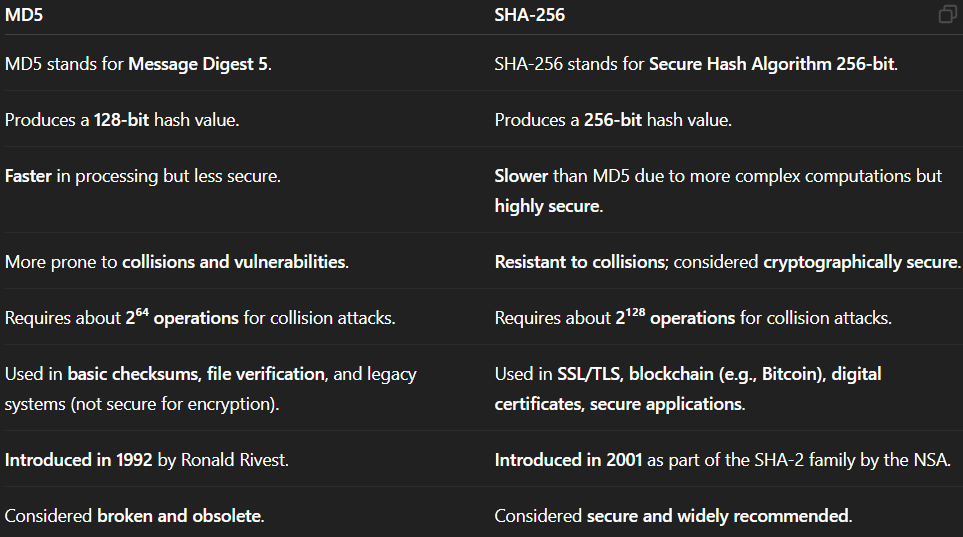 MD5 SHA-256
MD5 stands for Message Digest 5. SHA-256 stands for Secure Hash Algorithm 256-bit.
Produces a 128-bit hash value. Produces a 256-bit hash value.
Faster in processing but less secure. Slower than MD5 due to more complex computations but
highly secure.
More prone to collisions and vulnerabilities. Resistant to collisions; considered cryptographically secure.
Requires about 2^64 operations for collision attacks. Requires about 2^128 operations for collision attacks.
Used in basic checksums, file verification, and legacy Used in SSL/TLS, blockchain (e.g., Bitcoin), digital
systems (not secure for encryption). certificates, secure applications.
Introduced in 1992 by Ronald Rivest. Introduced in 2001 as part of the SHA-2 family by the NSA.
Considered broken and obsolete. Considered secure and widely recommended.